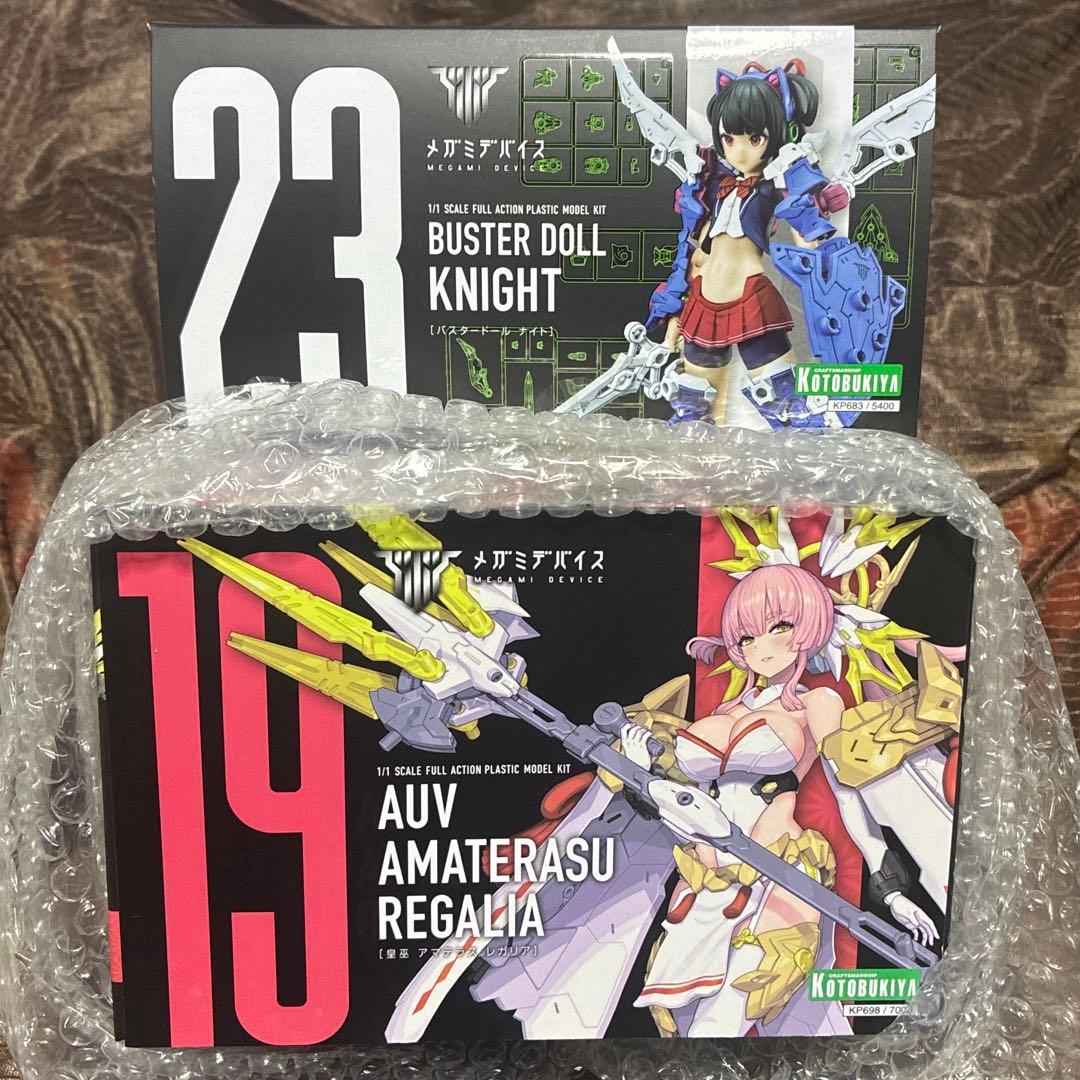 23
メガミデバイス
MEGAMI DEVICE
1/1 SCALE FULL ACTION PLASTIC MODEL KIT
BUSTER DOLL
KNIGHT
[バスタードール ナイト]
CRAFTSMANSHIP
KOTOBUKIYA
KP683 / 5400
19
メガミデバイス
MEGAMI DEVICE
1/1 SCALE FULL ACTION PLASTIC MODEL KIT
AUV
AMATERASU
REGALIA
[皇巫 アマテラス レガリア]
CRAFTSMANSHIP
KOTOBUKIYA
KP698 / 7000